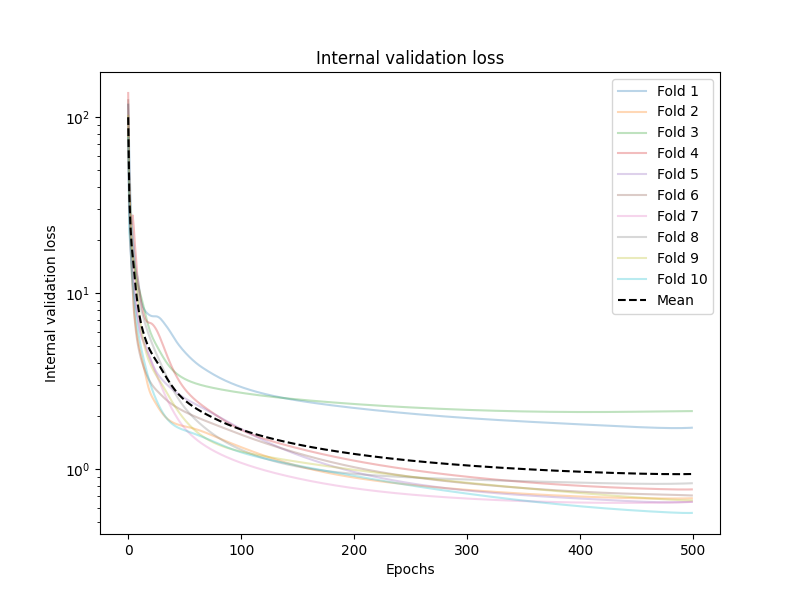 Internal validation loss
Internal validation loss
10²
10¹
10⁰
0 100 200 300 400 500
Epochs
Fold 1
Fold 2
Fold 3
Fold 4
Fold 5
Fold 6
Fold 7
Fold 8
Fold 9
Fold 10
Mean